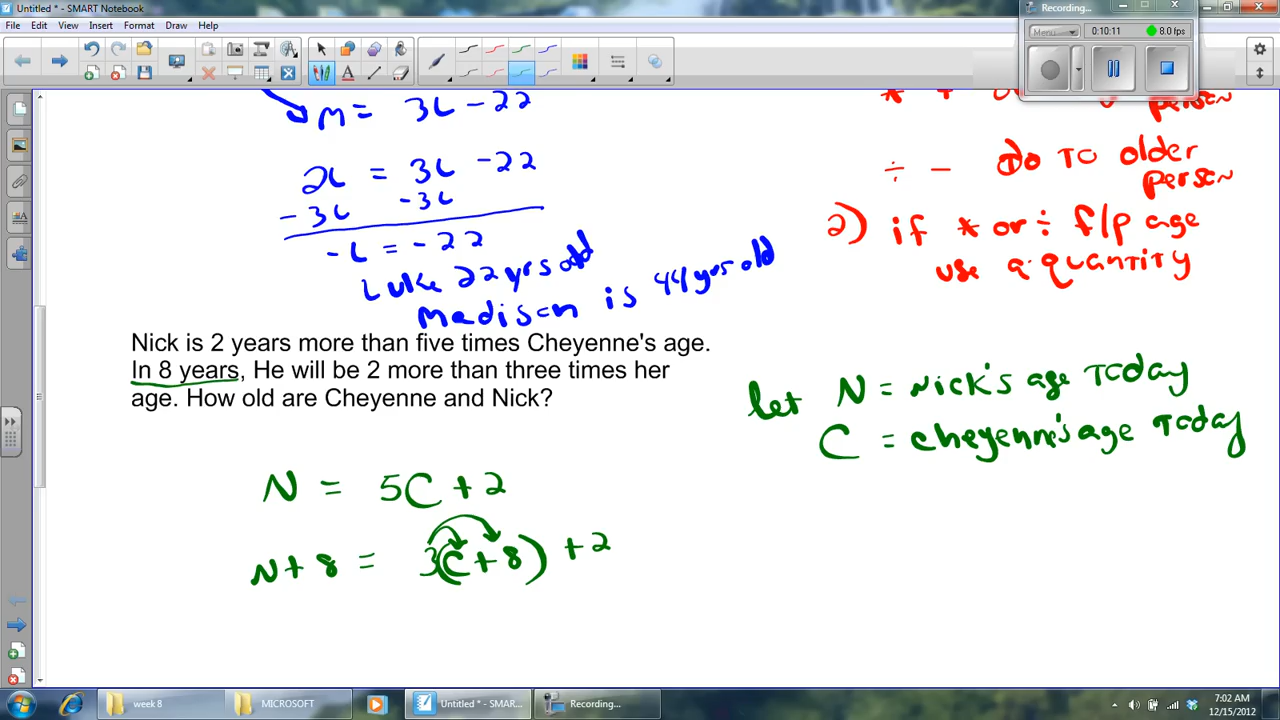 Untitled * - SMART Notebook
File Edit View Insert Format Draw Help
Recording...
Menu 0:10:11 8.0 fps
M = 3L - 22
2L = 3L - 22
- 3L - 3L
- L = - 22
Luke 22 yrs old
Madison is 44 yrs old
person
÷ - do to older
person
2) if * or ÷ f/p age
use a quantity
Nick is 2 years more than five times Cheyenne's age.
In 8 years, He will be 2 more than three times her
age. How old are Cheyenne and Nick?
let N = Nick's age today
C = cheyenne's age today
N = 5C + 2
N + 8 = 3(C + 8) + 2
week 8 MICROSOFT Untitled * - SMAR... Recording...
7:02 AM
12/15/2012